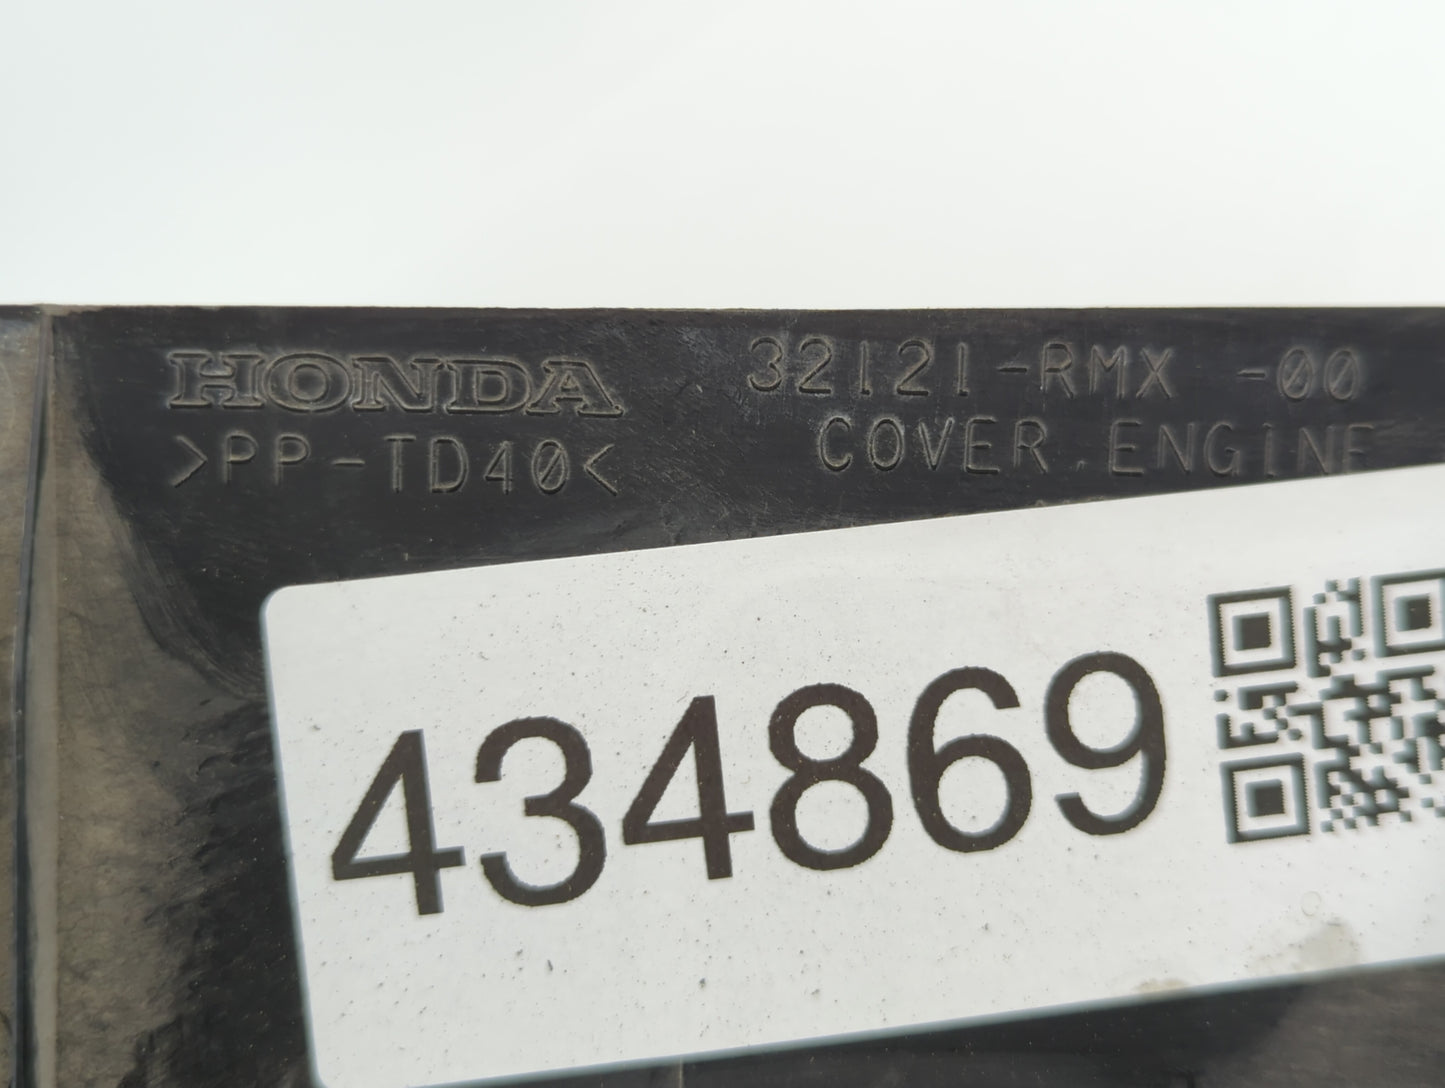 HONDA
32121-RMX -00
>PP-TD40<
COVER,ENGINE
434869